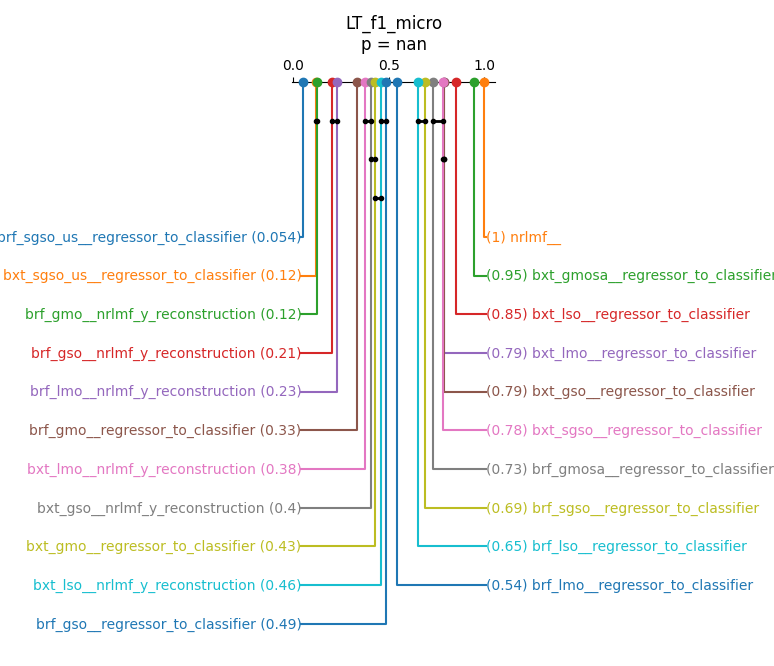 LT_f1_micro
p = nan
0.0 0.5 1.0
brf_sgso_us__regressor_to_classifier (0.054)
(1) nrlmf__
bxt_sgso_us__regressor_to_classifier (0.12)
(0.95) bxt_gmosa__regressor_to_classifier
brf_gmo__nrlmf_y_reconstruction (0.12)
(0.85) bxt_lso__regressor_to_classifier
brf_gso__nrlmf_y_reconstruction (0.21)
(0.79) bxt_lmo__regressor_to_classifier
brf_lmo__nrlmf_y_reconstruction (0.23)
(0.79) bxt_gso__regressor_to_classifier
brf_gmo__regressor_to_classifier (0.33)
(0.78) bxt_sgso__regressor_to_classifier
bxt_lmo__nrlmf_y_reconstruction (0.38)
(0.73) brf_gmosa__regressor_to_classifier
bxt_gso__nrlmf_y_reconstruction (0.4)
(0.69) brf_sgso__regressor_to_classifier
bxt_gmo__regressor_to_classifier (0.43)
(0.65) brf_lso__regressor_to_classifier
bxt_lso__nrlmf_y_reconstruction (0.46)
(0.54) brf_lmo__regressor_to_classifier
brf_gso__regressor_to_classifier (0.49)